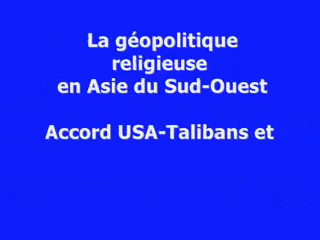 La géopolitique
religieuse
en Asie du Sud-Ouest
Accord USA-Talibans et